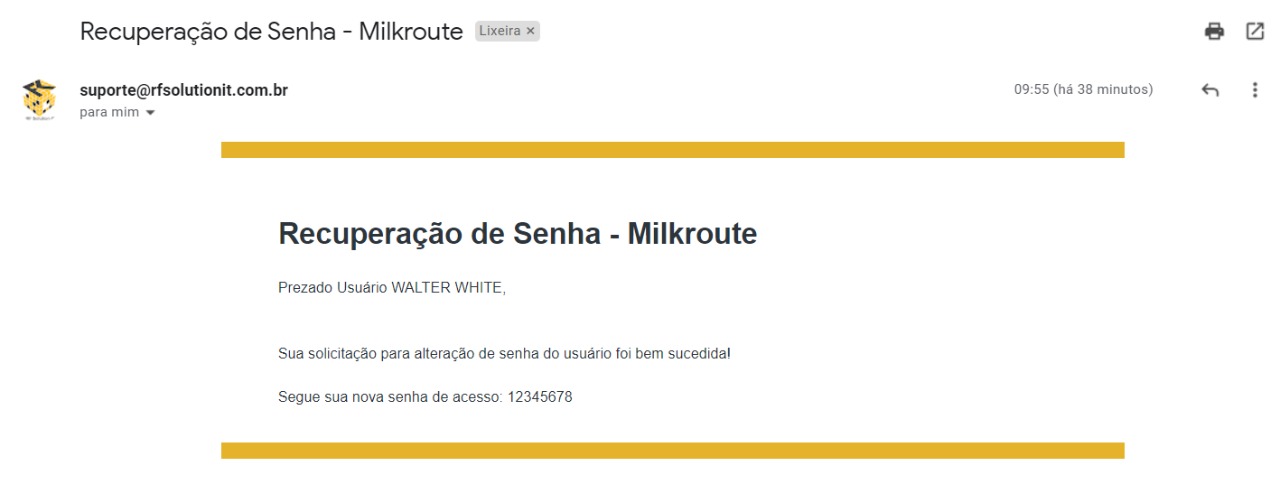 Recuperação de Senha - Milkroute Lixeira ×
suporte@rfsolutionit.com.br 09:55 (há 38 minutos)
para mim
Recuperação de Senha - Milkroute
Prezado Usuário WALTER WHITE,
Sua solicitação para alteração de senha do usuário foi bem sucedida!
Segue sua nova senha de acesso: 12345678